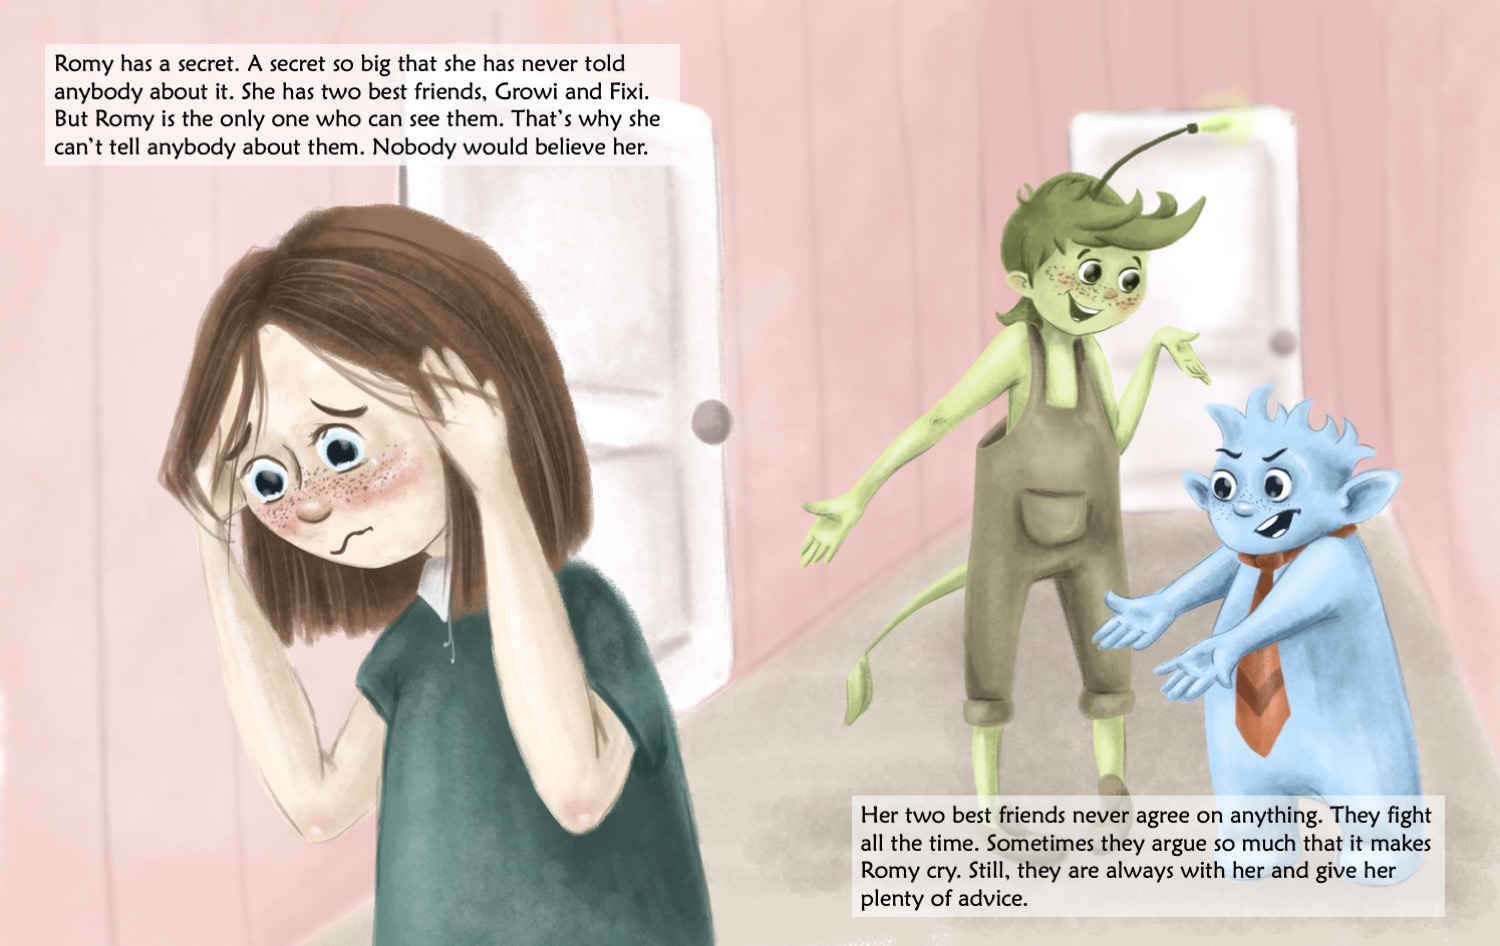 Romy has a secret. A secret so big that she has never told
anybody about it. She has two best friends, Growi and Fixi.
But Romy is the only one who can see them. That's why she
can't tell anybody about them. Nobody would believe her.
Her two best friends never agree on anything. They fight
all the time. Sometimes they argue so much that it makes
Romy cry. Still, they are always with her and give her
plenty of advice.